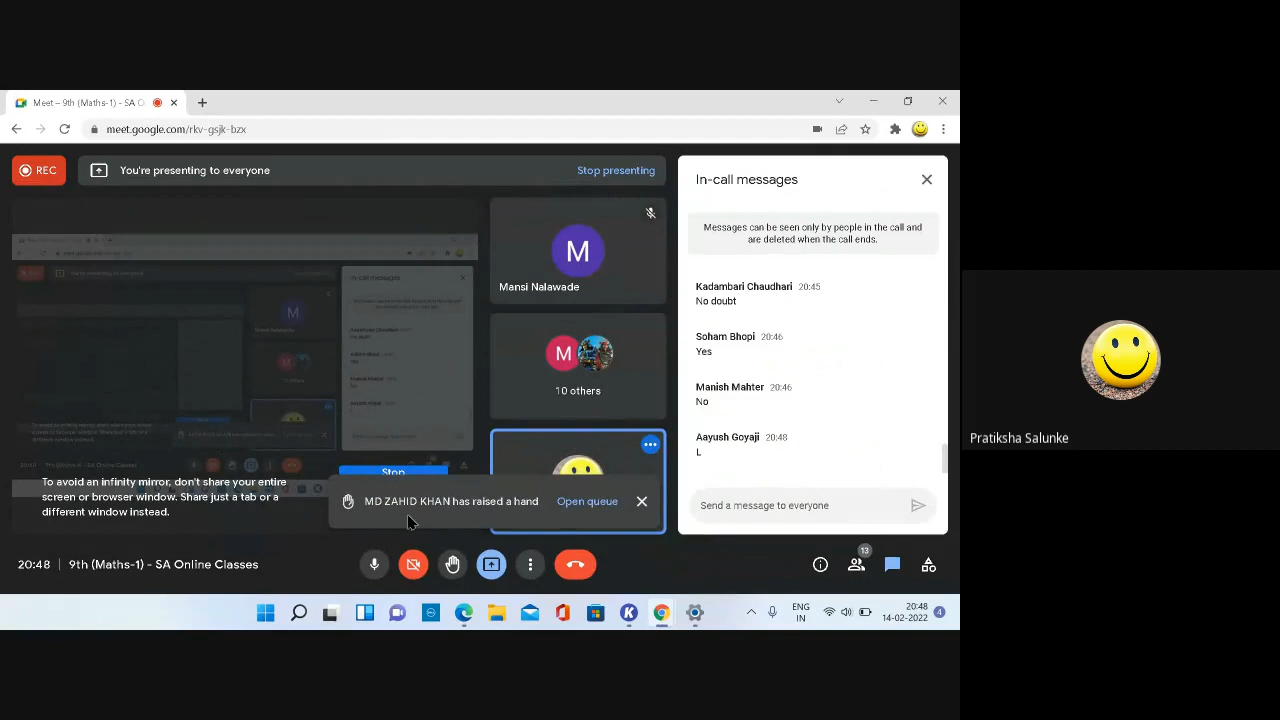 Meet – 9th (Maths-1) - SA O
meet.google.com/rkv-gsjk-bzx
REC
You're presenting to everyone
Stop presenting
M
Mansi Nalawade
M
10 others
Stop
To avoid an infinity mirror, don't share your entire
screen or browser window. Share just a tab or a
different window instead.
MD ZAHID KHAN has raised a hand
Open queue
In-call messages
Messages can be seen only by people in the call and
are deleted when the call ends.
Kadambari Chaudhari 20:45
No doubt
Soham Bhopi 20:46
Yes
Manish Mahter 20:46
No
Aayush Goyaji 20:48
L
Send a message to everyone
20:48 | 9th (Maths-1) - SA Online Classes
13
ENG
IN
20:48
14-02-2022
4
Pratiksha Salunke